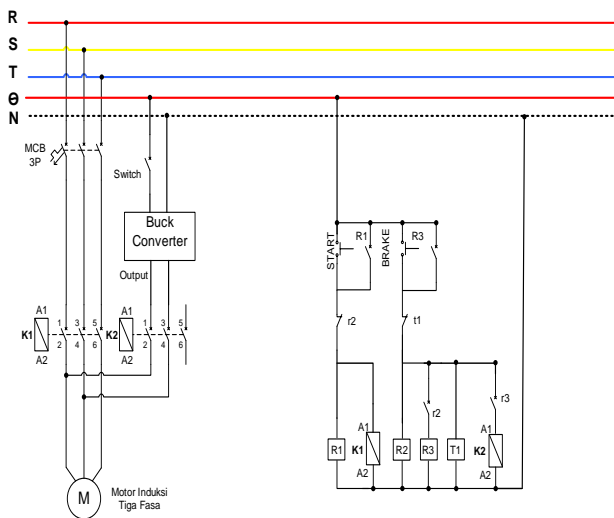 R
S
T
ɵ
N
MCB
3P
Switch
Buck
Converter
Output
A1
K1
A2
1
3
5
2
4
6
A1
K2
A2
1
3
5
2
4
6
M
Motor Induksi
Tiga Fasa
START
R1
BRAKE
R3
r2
t1
r2
r3
R1
K1
A1
A2
R2
R3
T1
K2
A1
A2